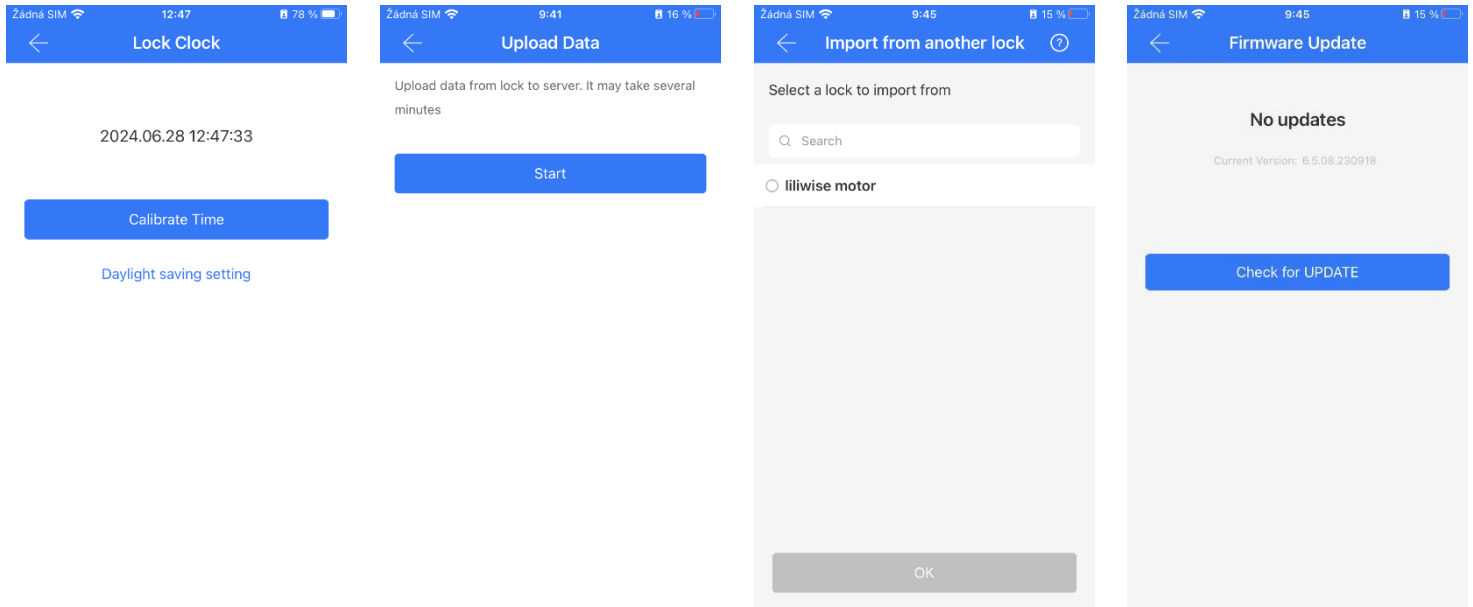 Žádná SIM 12:47 78 %
Lock Clock
2024.06.28 12:47:33
Calibrate Time
Daylight saving setting
Žádná SIM 9:41 16 %
Upload Data
Upload data from lock to server. It may take several
minutes
Start
Žádná SIM 9:45 15 %
Import from another lock ?
Select a lock to import from
Search
liliwise motor
OK
Žádná SIM 9:45 15 %
Firmware Update
No updates
Current Version: 6.5.08.230918
Check for UPDATE